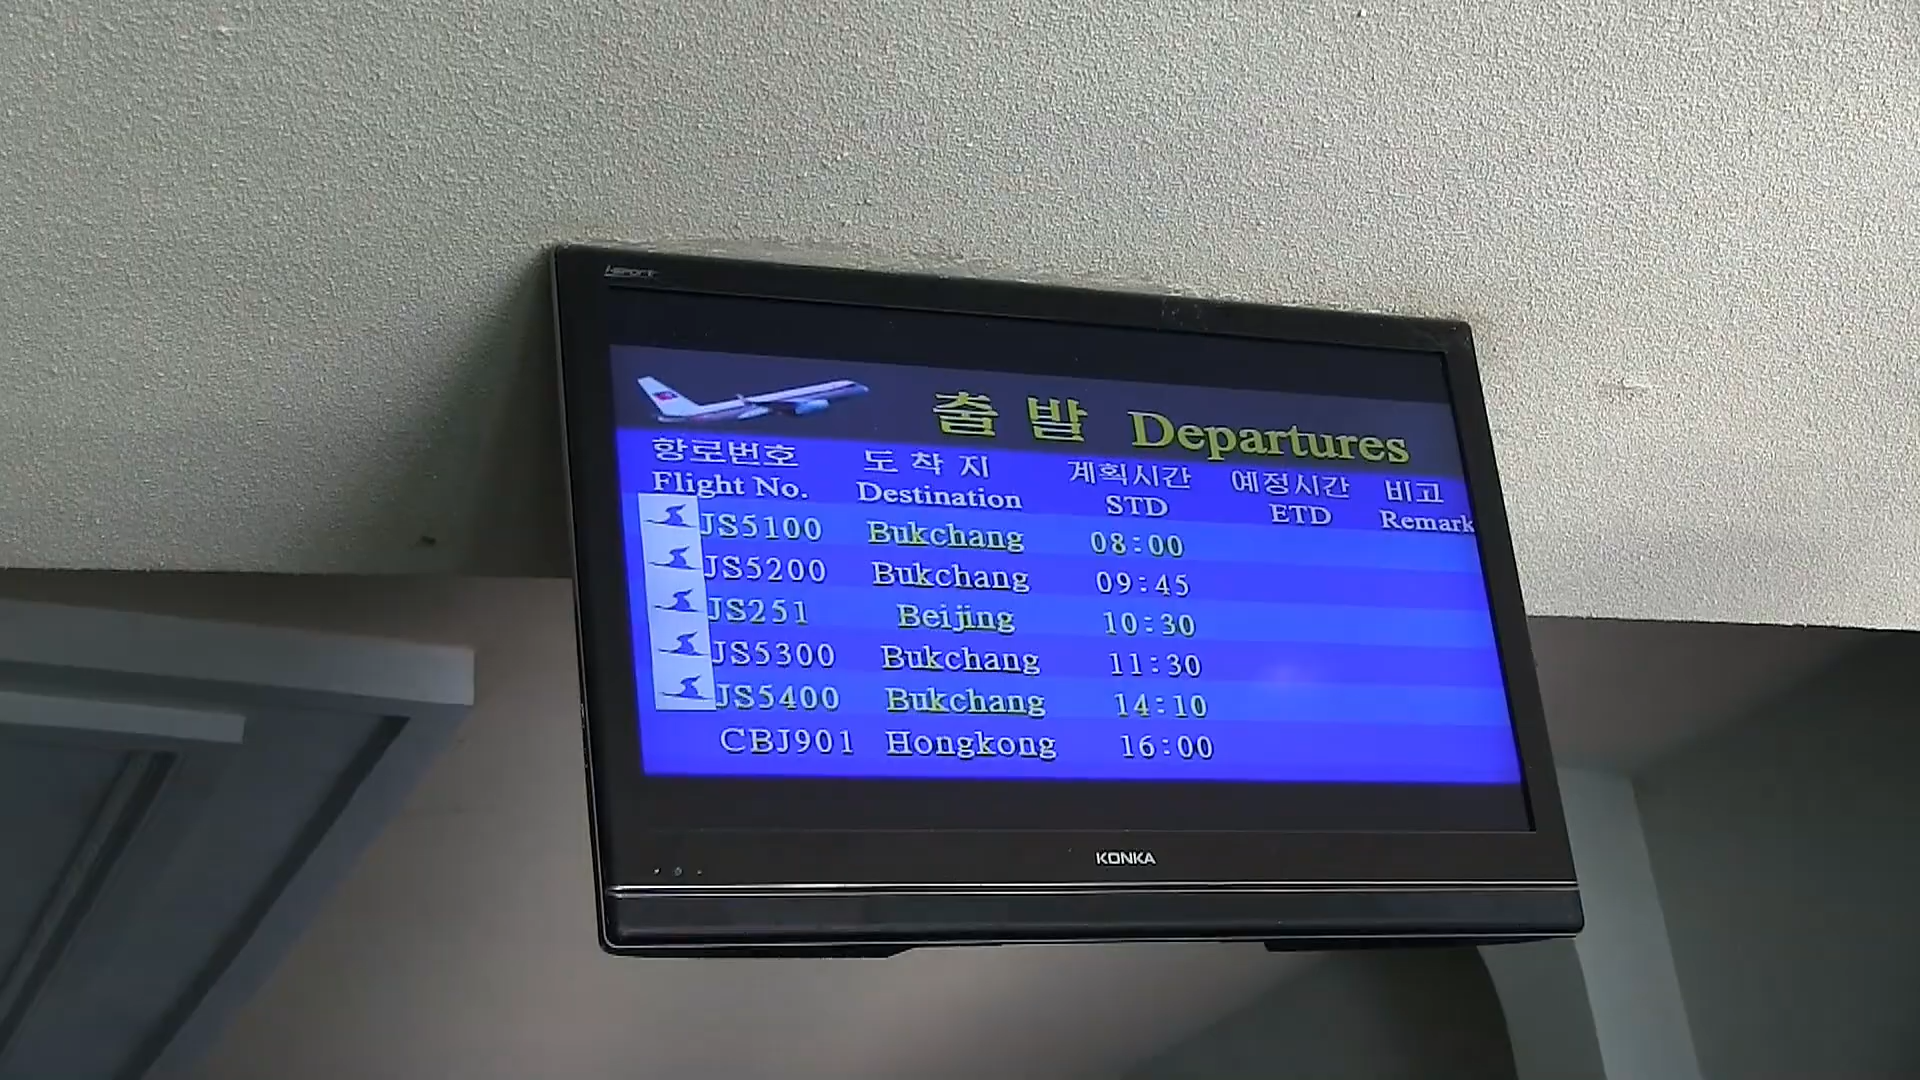 i-sport
출 발 Departures
항로번호 도 착 지 계획시간 예정시간 비고
Flight No. Destination STD ETD Remark
JS5100 Bukchang 08:00
JS5200 Bukchang 09:45
JS251 Beijing 10:30
JS5300 Bukchang 11:30
JS5400 Bukchang 14:10
CBJ901 Hongkong 16:00
KONKA